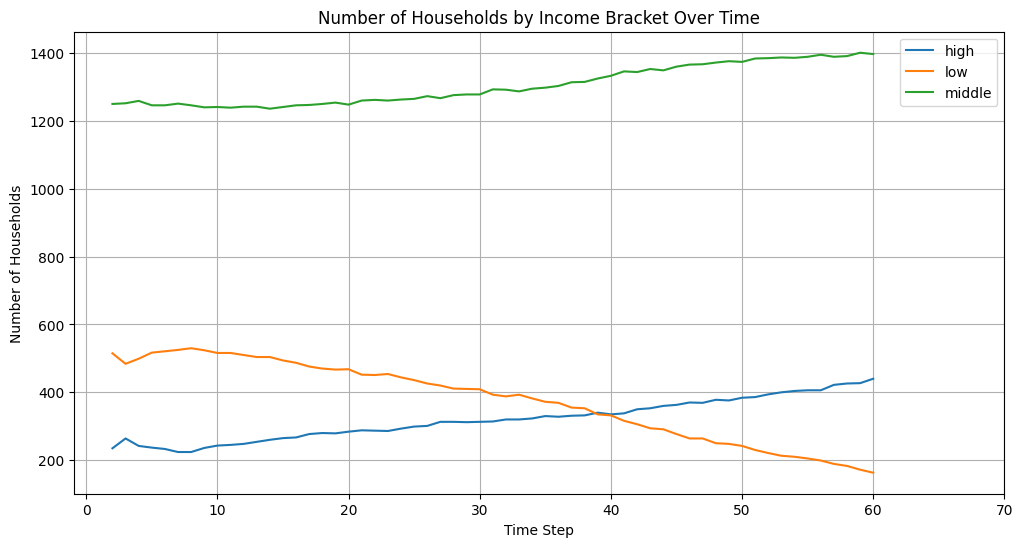 Number of Households by Income Bracket Over Time
high
low
middle
1400
1200
1000
800
600
400
200
Number of Households
0 10 20 30 40 50 60 70
Time Step